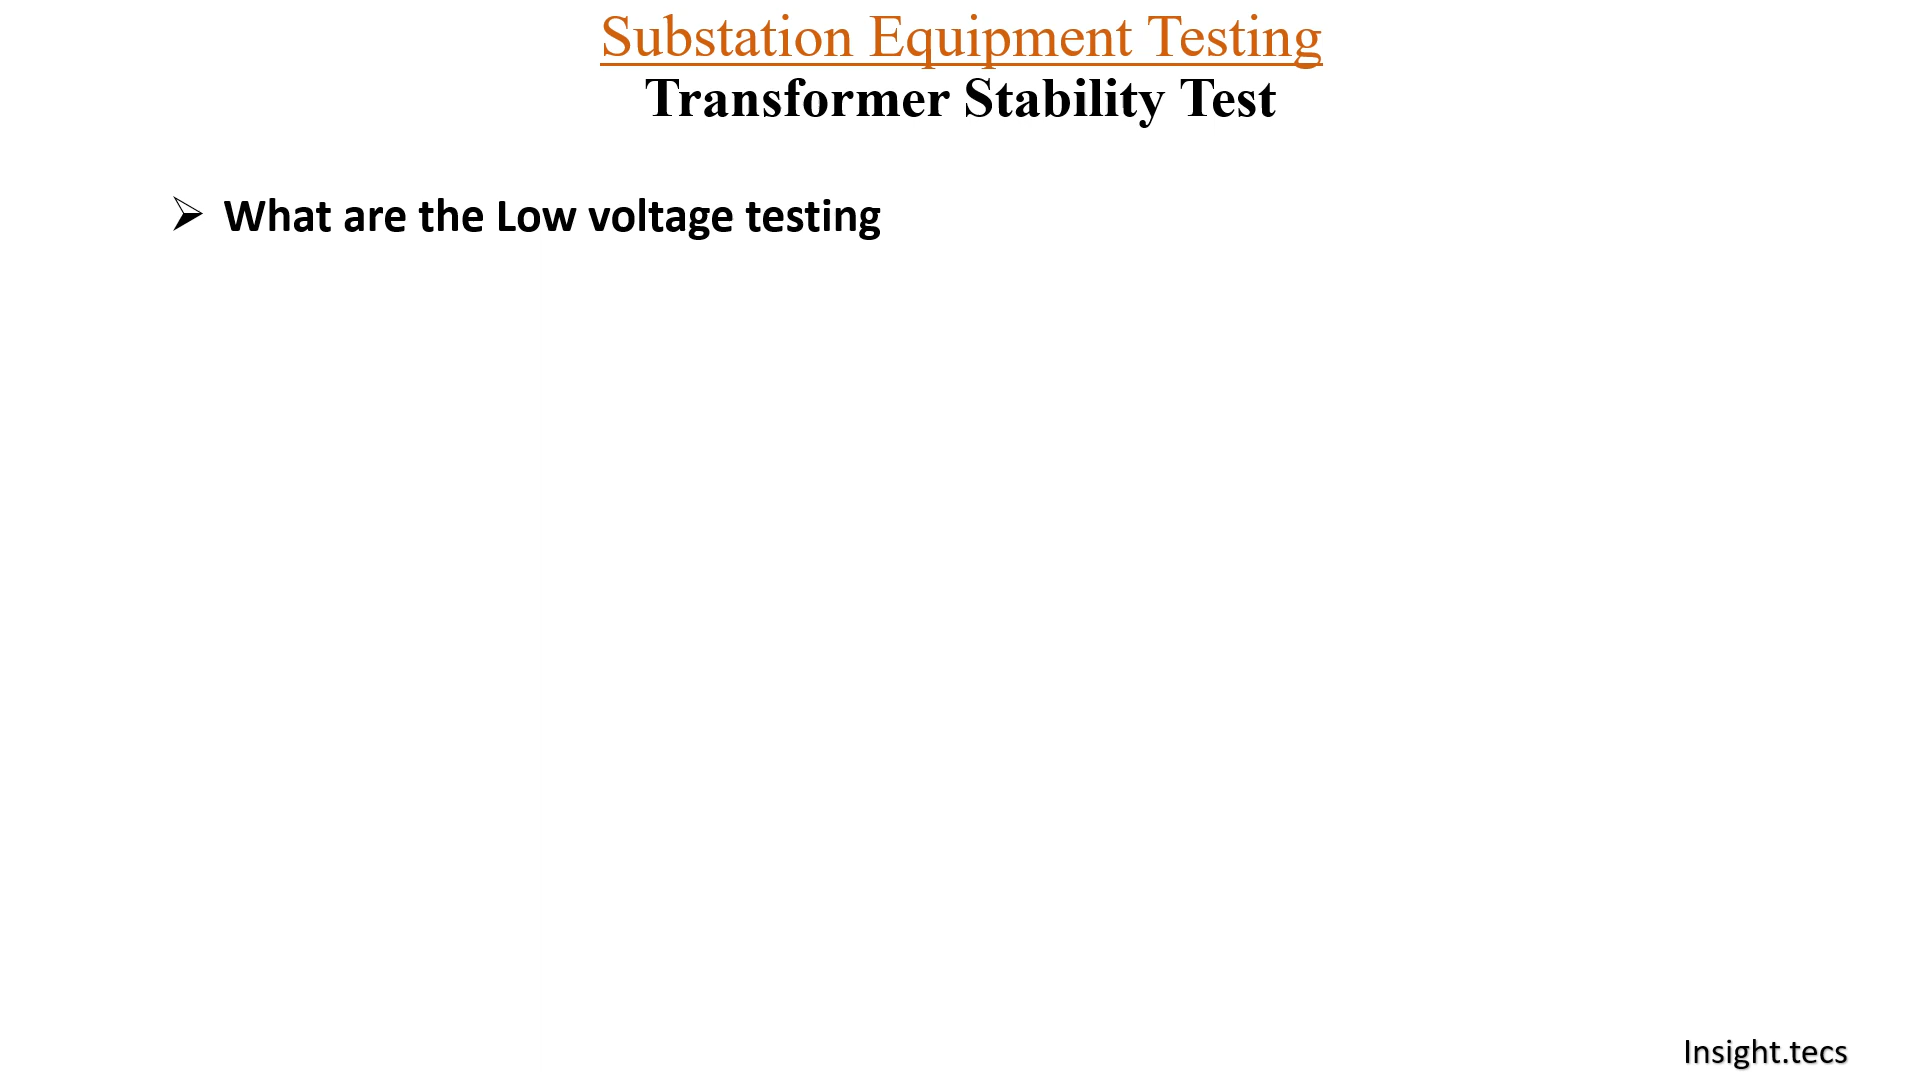 Substation Equipment Testing
Transformer Stability Test
➢ What are the Low voltage testing
Insight.tecs